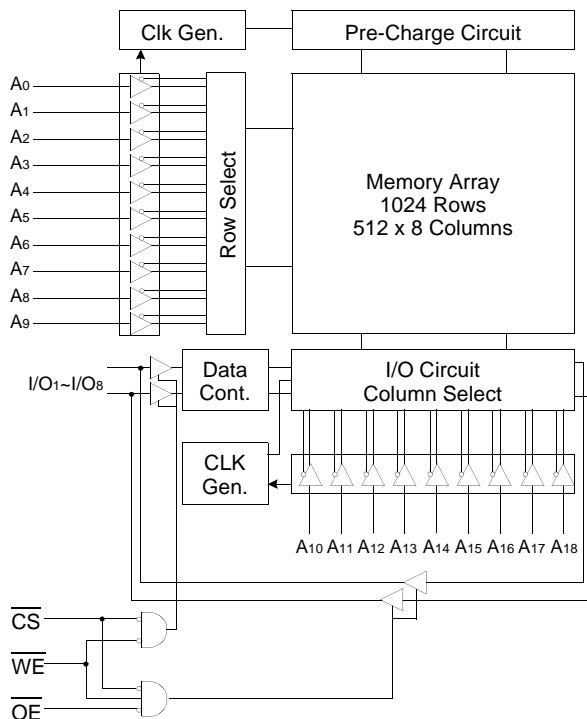 Clk Gen.
Pre-Charge Circuit
A0
A1
A2
A3
A4
A5
A6
A7
A8
A9
Row Select
Memory Array
1024 Rows
512 x 8 Columns
I/O1~I/O8
Data
Cont.
I/O Circuit
Column Select
CLK
Gen.
A10 A11 A12 A13 A14 A15 A16 A17 A18
CS
WE
OE